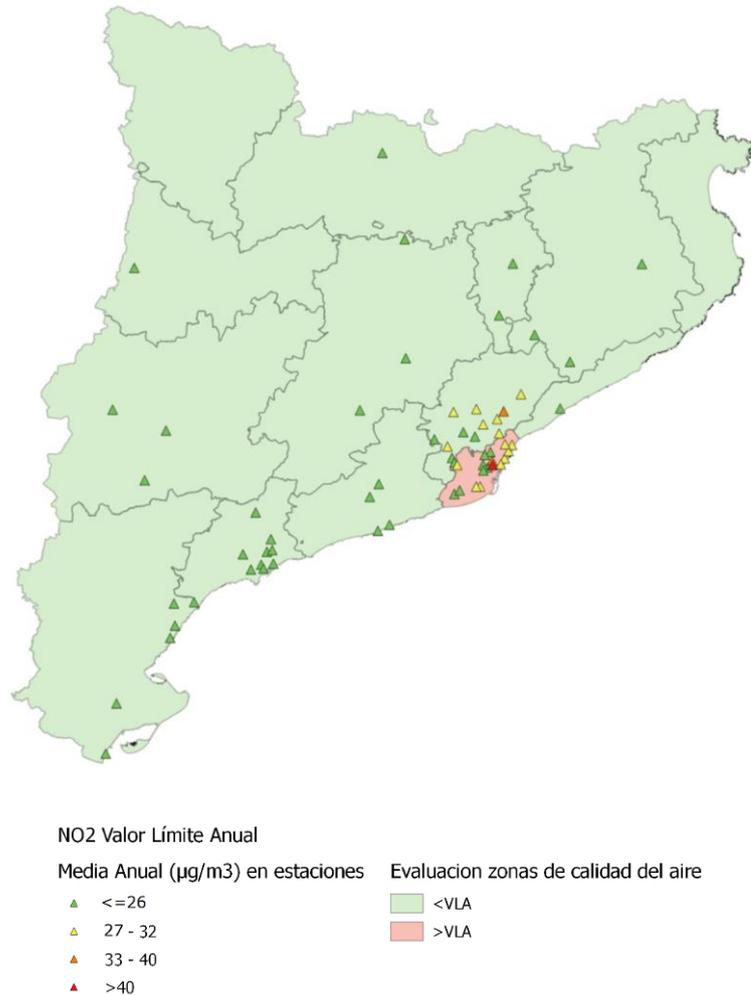 NO2 Valor Límite Anual
Media Anual (µg/m3) en estaciones
<=26
27 - 32
33 - 40
>40
Evaluacion zonas de calidad del aire
<VLA
>VLA